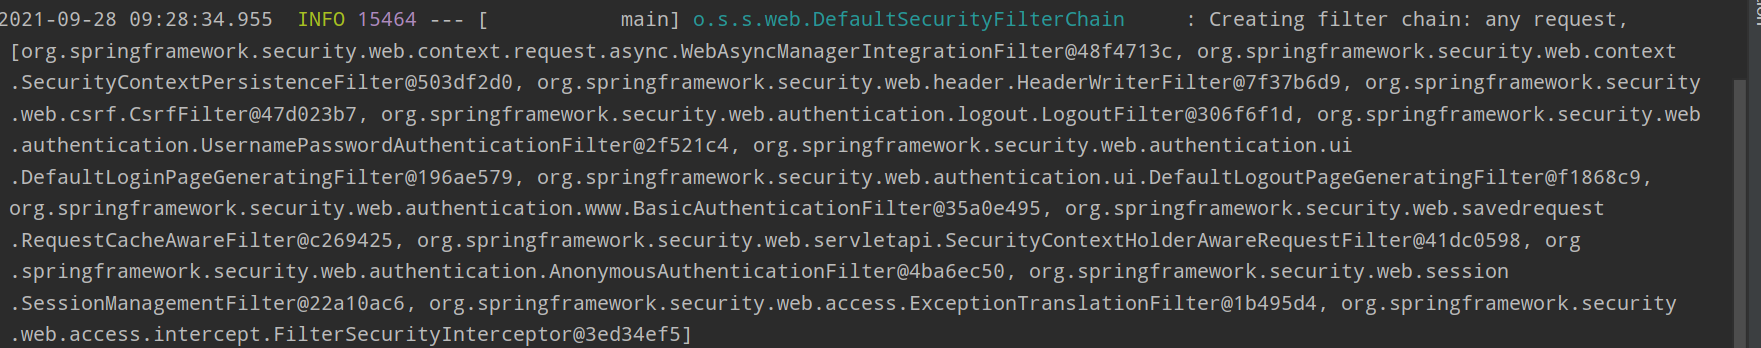 2021-09-28 09:28:34.955  INFO 15464 --- [           main] o.s.s.web.DefaultSecurityFilterChain     : Creating filter chain: any request,
[org.springframework.security.web.context.request.async.WebAsyncManagerIntegrationFilter@48f4713c, org.springframework.security.web.context
.SecurityContextPersistenceFilter@503df2d0, org.springframework.security.web.header.HeaderWriterFilter@7f37b6d9, org.springframework.security
.web.csrf.CsrfFilter@47d023b7, org.springframework.security.web.authentication.logout.LogoutFilter@306f6f1d, org.springframework.security.web
.authentication.UsernamePasswordAuthenticationFilter@2f521c4, org.springframework.security.web.authentication.ui
.DefaultLoginPageGeneratingFilter@196ae579, org.springframework.security.web.authentication.ui.DefaultLogoutPageGeneratingFilter@f1868c9,
org.springframework.security.web.authentication.www.BasicAuthenticationFilter@35a0e495, org.springframework.security.web.savedrequest
.RequestCacheAwareFilter@c269425, org.springframework.security.web.servletapi.SecurityContextHolderAwareRequestFilter@41dc0598, org
.springframework.security.web.authentication.AnonymousAuthenticationFilter@4ba6ec50, org.springframework.security.web.session
.SessionManagementFilter@22a10ac6, org.springframework.security.web.access.ExceptionTranslationFilter@1b495d4, org.springframework.security
.web.access.intercept.FilterSecurityInterceptor@3ed34ef5]